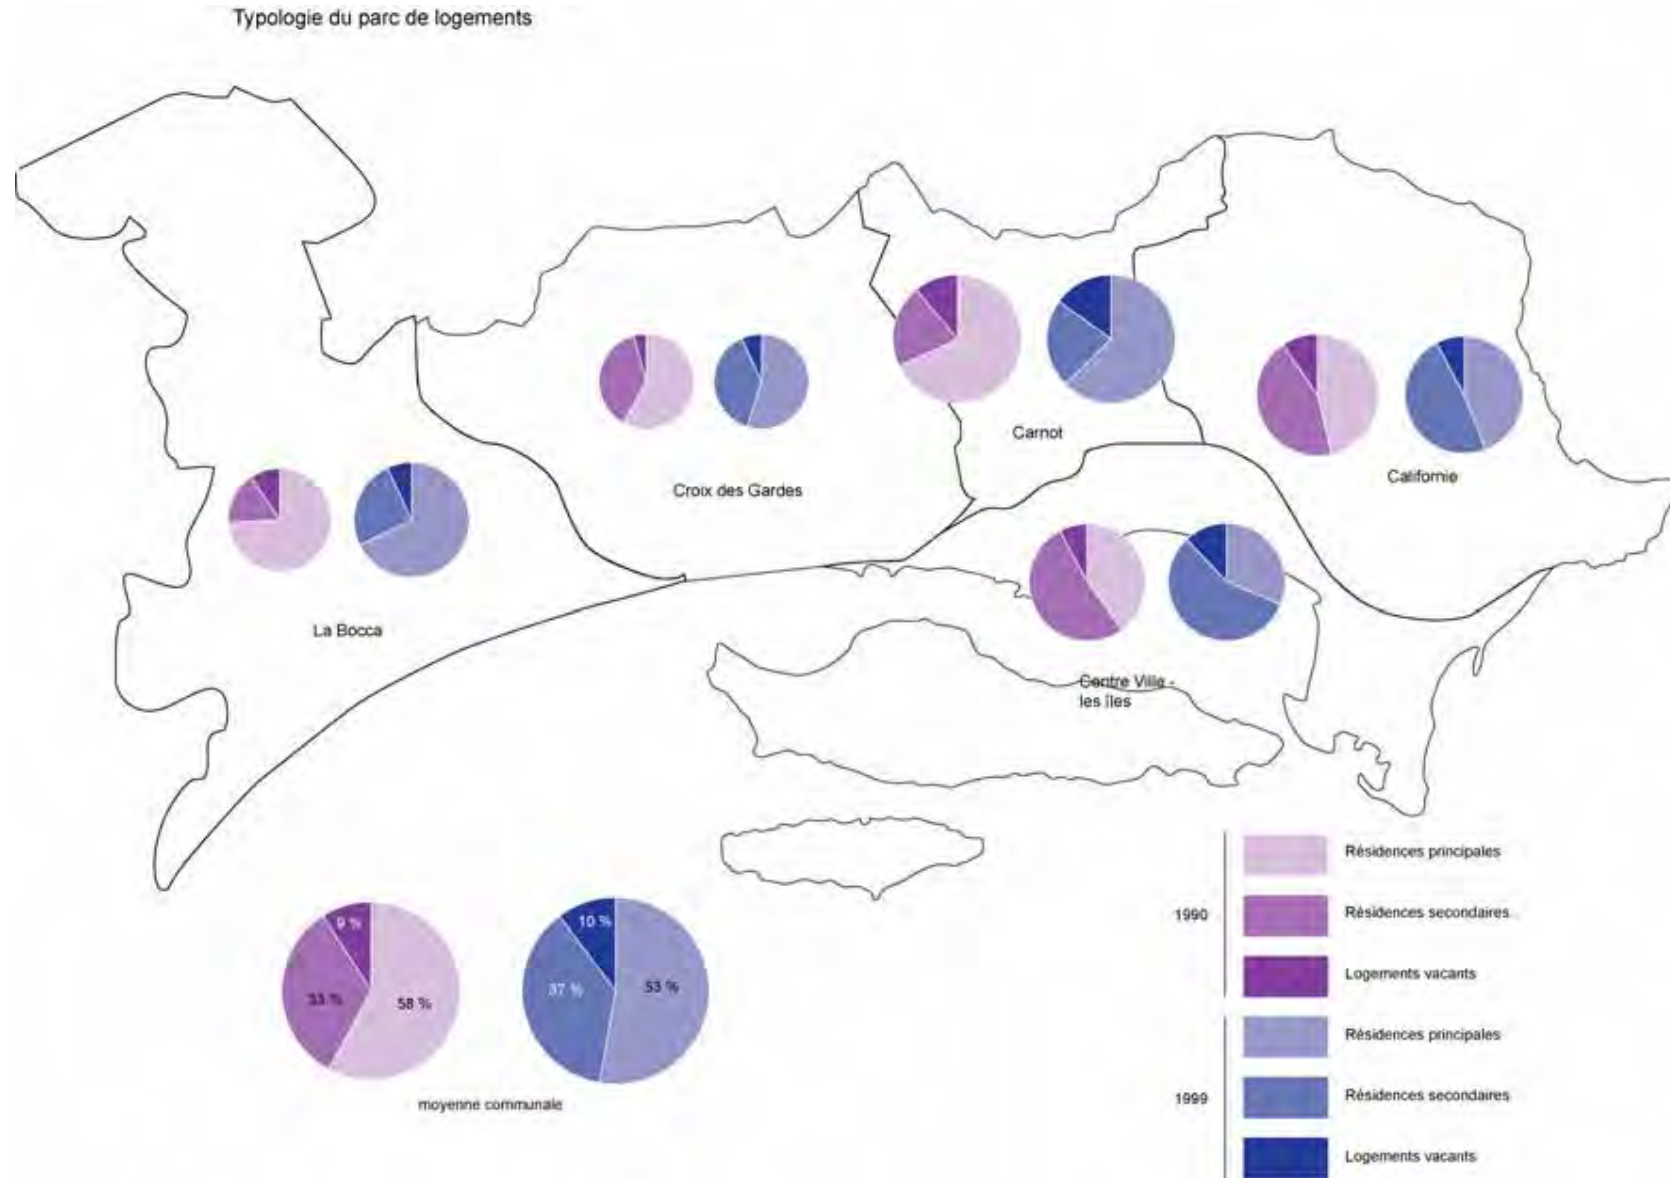 Typologie du parc de logements
Carnot
Californie
Croix des Gardes
La Bocca
Centre Ville -
les îles
9 %
33 %
58 %
10 %
37 %
53 %
moyenne communale
1990
Résidences principales
Résidences secondaires
Logements vacants
1999
Résidences principales
Résidences secondaires
Logements vacants